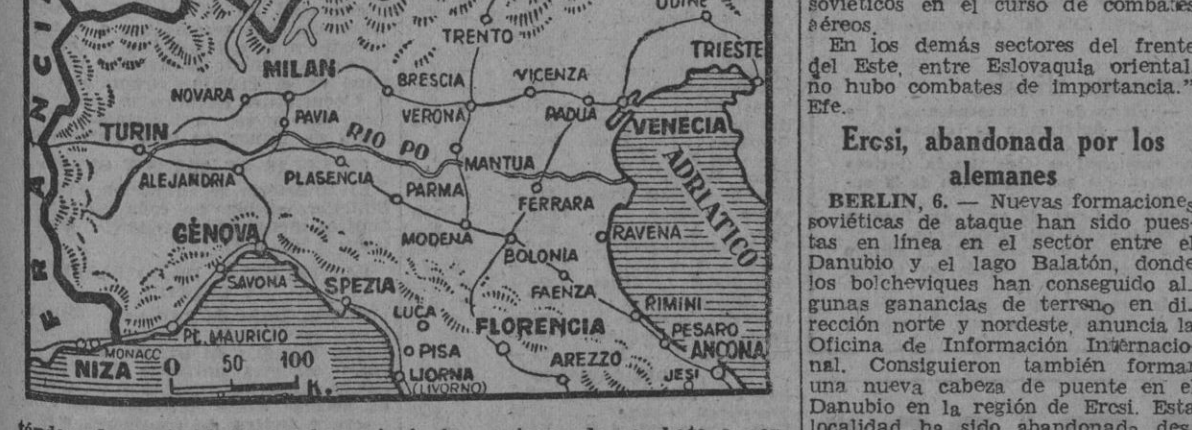 UDINE
TRENTO
TRIESTE
MILAN
BRESCIA
VICENZA
NOVARA
PAVIA
VERONA
PADUA
VENECIA
TURIN
RIO PO
MANTUA
ADRIATICO
ALEJANDRIA
PLASENCIA
PARMA
FERRARA
GÉNOVA
MODENA
RAVENA
BOLONIA
SAVONA
SPEZIA
FAENZA
RIMINI
LUCA
FLORENCIA
PESARO
PT. MAURICIO
PISA
ANCONA
MONACO
NIZA
0 50 100
K.
LIORNA
(LIVORNO)
AREZZO
JESI
FRANCI
soviéticos en el curso de combates
aéreos.
En los demás sectores del frente
del Este, entre Eslovaquia oriental,
no hubo combates de importancia."
Efe.
Ercsi, abandonada por los
alemanes
BERLIN, 6. — Nuevas formaciones
soviéticas de ataque han sido pues-
tas en línea en el sector entre el
Danubio y el lago Balatón, donde
los bolcheviques han conseguido al-
gunas ganancias de terreno en di-
rección norte y nordeste, anuncia la
Oficina de Información Internacio-
nal. Consiguieron también formar
una nueva cabeza de puente en el
Danubio en la región de Ercsi. Esta
localidad ha sido abandonada des-